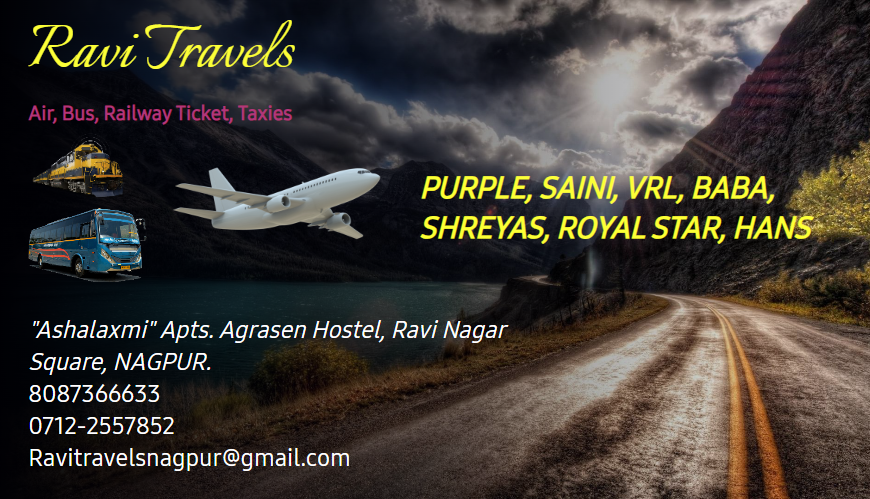 Ravi Travels
Air, Bus, Railway Ticket, Taxies
PURPLE, SAINI, VRL, BABA,
SHREYAS, ROYAL STAR, HANS
"Ashalaxmi" Apts. Agrasen Hostel, Ravi Nagar
Square, NAGPUR.
8087366633
0712-2557852
Ravitravelsnagpur@gmail.com